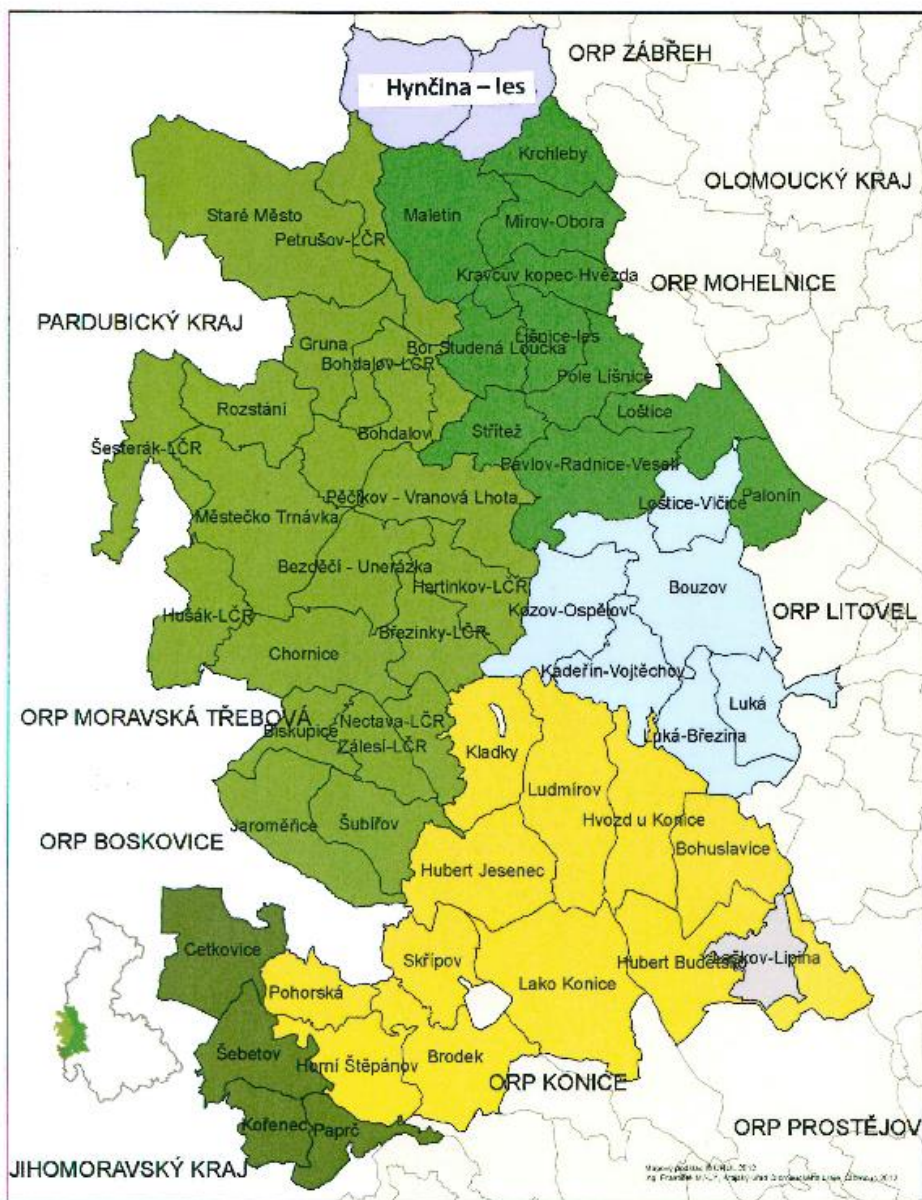 ORP ZÁBŘEH
Hynčina – les
Krchleby
OLOMOUCKÝ KRAJ
Staré Město
Maletín
Mírov-Obora
Petrušov-LČR
Kravčův kopec-Hvězda
ORP MOHELNICE
PARDUBICKÝ KRAJ
Gruna
Líšnice-les
Bor Studená Loučka
Bohdalov-LČR
Pole Líšnice
Rozstání
Loštice
Střítež
Bohdalov
Šesterák-LČR
Pavlov-Radnice-Veselí
Pěčíkov - Vranová Lhota
Loštice-Vlčice
Palonín
Městečko Trnávka
Bezděčí - Unerázka
Hartinkov-LČR
Bouzov
Hušák-LČR
Kozov-Ospělov
ORP LITOVEL
Březinky-LČR
Chornice
Kadeřín-Vojtěchov
Luká
ORP MORAVSKÁ TŘEBOVÁ
Nectava-LČR
Biskupice
Zálesí-LČR
Luká-Březina
Kladky
Ludmírov
Hvozd u Konice
Jaroměřice
Šubířov
ORP BOSKOVICE
Bohuslavice
Hubert Jesenec
Cetkovice
Skřípov
Hubert Budětsko
Laškov-Lipina
Lako Konice
Pohorská
Šebetov
Horní Štěpánov
Brodek
ORP KONICE
Kořenec
Paprč
ORP PROSTĚJOV
JIHOMORAVSKÝ KRAJ